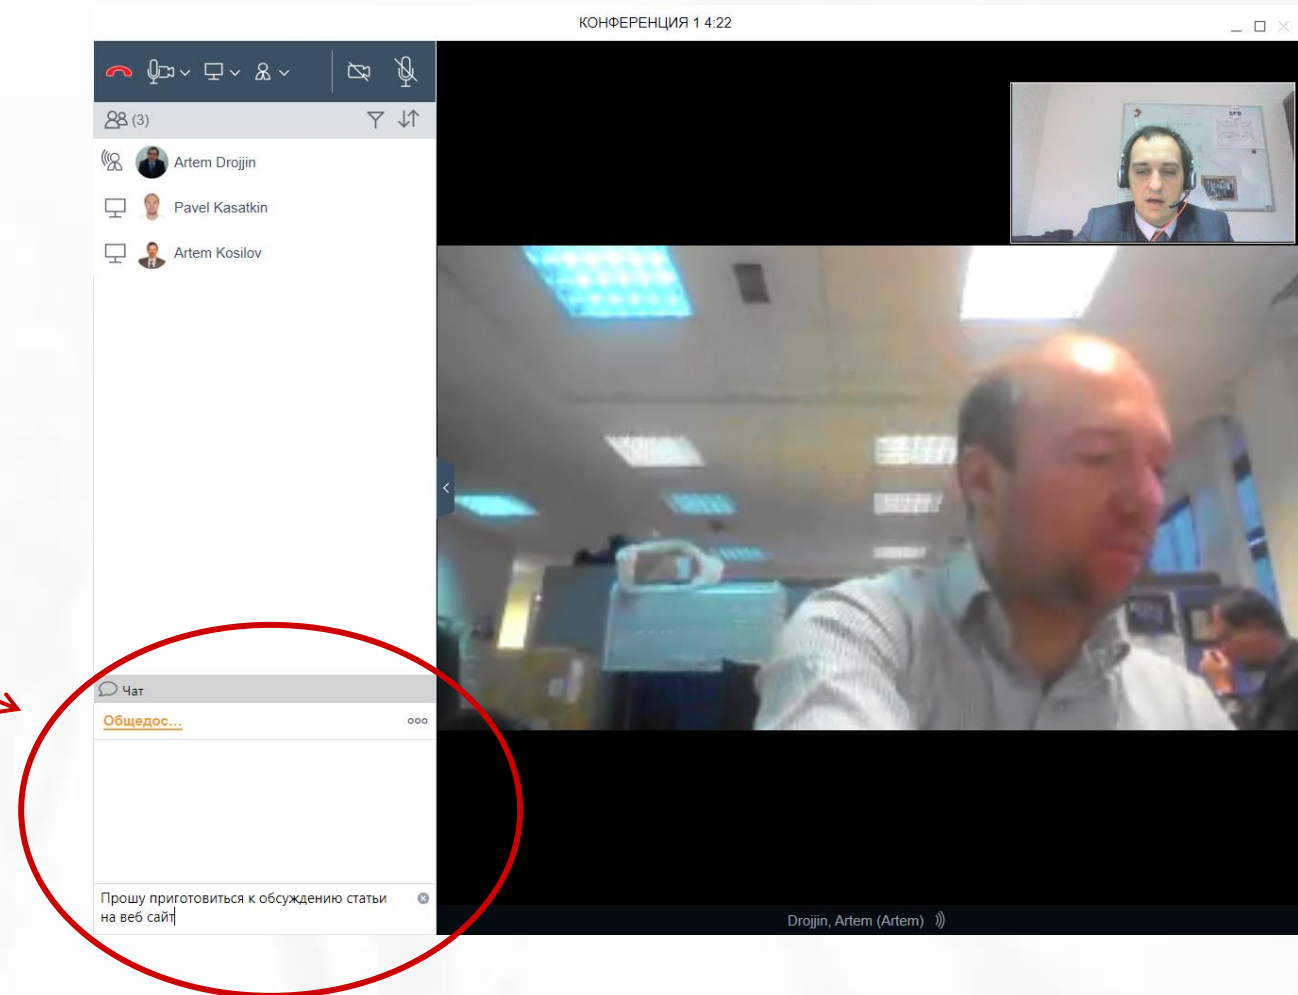 КОНФЕРЕНЦИЯ 1 4:22
(3)
Artem Drojjin
Pavel Kasatkin
Artem Kosilov
SPB
Чат
Общедос...
Прошу приготовиться к обсуждению статьи
на веб сайт
Drojjin, Artem (Artem)